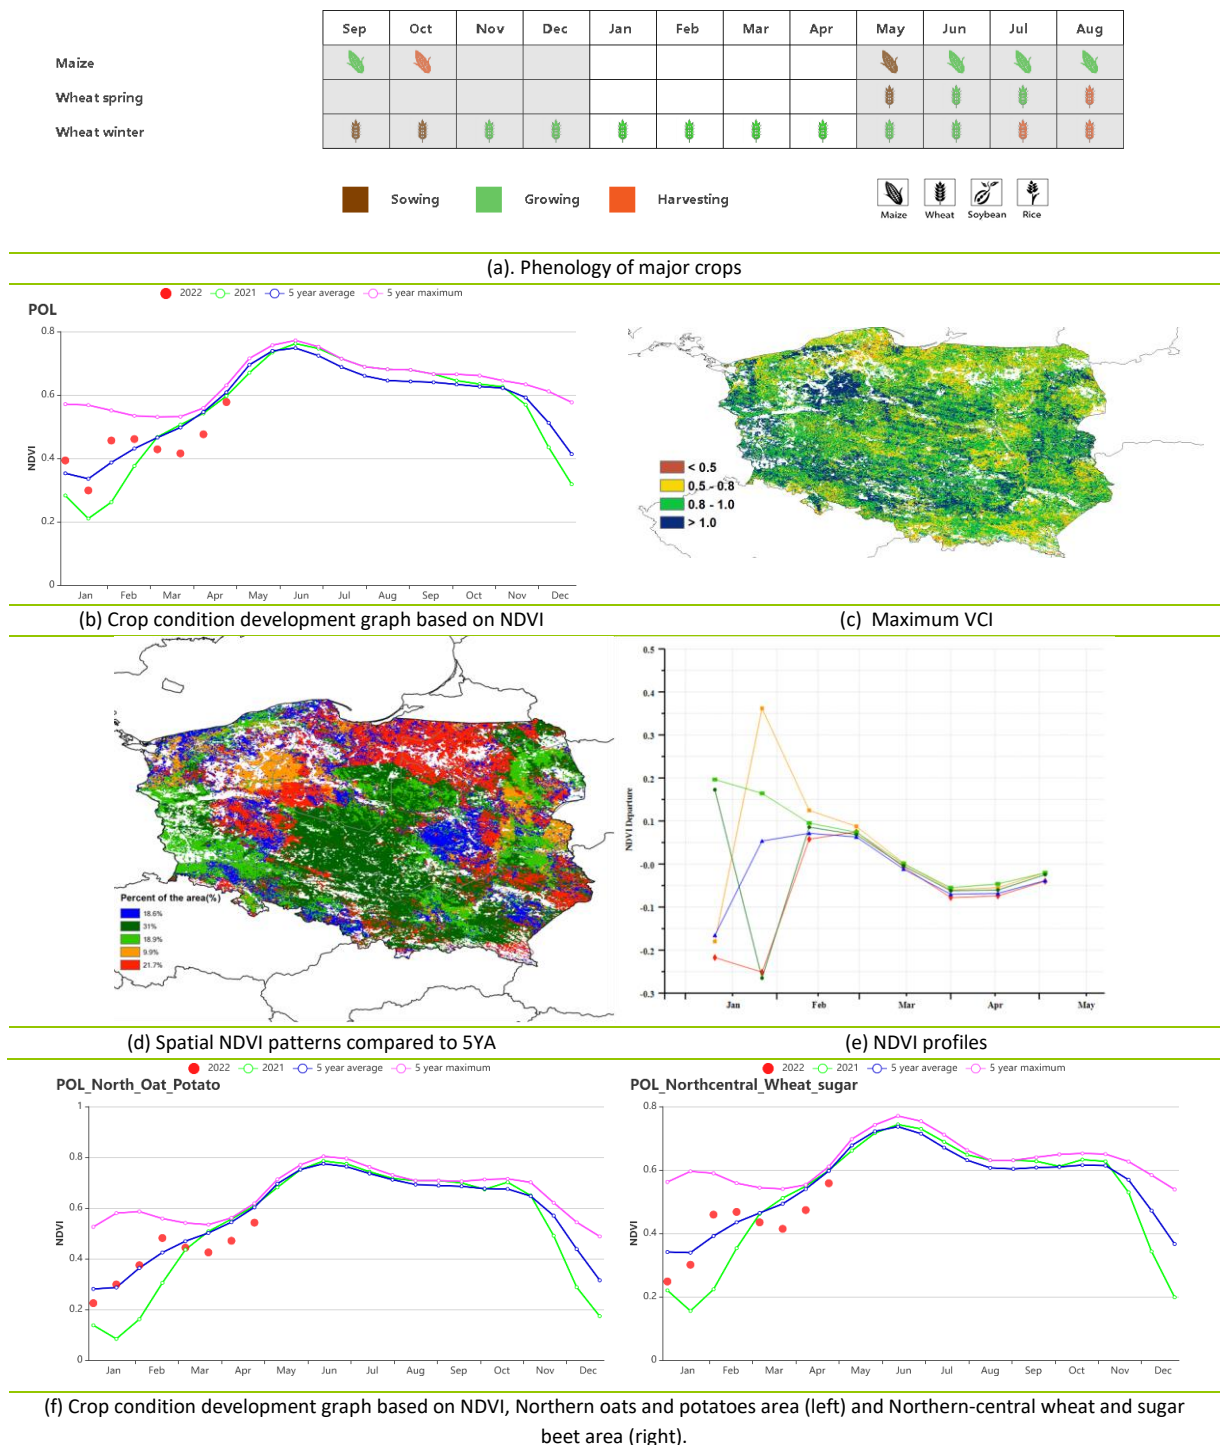 Sep Oct Nov Dec Jan Feb Mar Apr May Jun Jul Aug
Maize
Wheat spring
Wheat winter
Sowing Growing Harvesting
Maize Wheat Soybean Rice
(a). Phenology of major crops
2022 2021 5 year average 5 year maximum
POL
0.8
0.6
0.4
0.2
0
NDVI
Jan Feb Mar Apr May Jun Jul Aug Sep Oct Nov Dec
< 0.5
0.5 - 0.8
0.8 - 1.0
> 1.0
(b) Crop condition development graph based on NDVI
(c) Maximum VCI
Percent of the area(%)
18.6%
31%
18.9%
9.9%
21.7%
0.5
0.4
0.3
0.2
0.1
-0.0
-0.1
-0.2
-0.3
NDVI Departure
Jan Feb Mar Apr May
(d) Spatial NDVI patterns compared to 5YA
(e) NDVI profiles
2022 2021 5 year average 5 year maximum
POL_North_Oat_Potato
1
0.8
0.6
0.4
0.2
0
NDVI
Jan Feb Mar Apr May Jun Jul Aug Sep Oct Nov Dec
2022 2021 5 year average 5 year maximum
POL_Northcentral_Wheat_sugar
0.8
0.6
0.4
0.2
0
NDVI
Jan Feb Mar Apr May Jun Jul Aug Sep Oct Nov Dec
(f) Crop condition development graph based on NDVI, Northern oats and potatoes area (left) and Northern-central wheat and sugar
beet area (right).